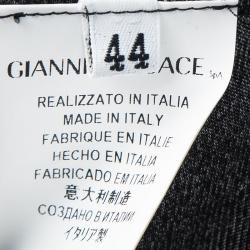 44
GIANNI ACE SpA
REALIZZATO IN ITALIA
MADE IN ITALY
FABRIQUE EN ITALIE
HECHO EN ITALIA
FABRICADO EM ITALIA
意大利制造
СОЗДАНО В ИТАЛИИ
イタリア製